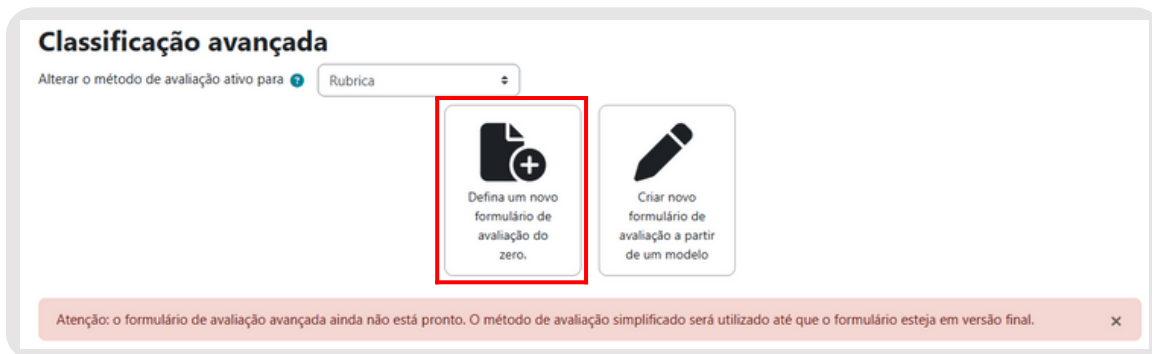 Classificação avançada
Alterar o método de avaliação ativo para ?
Rubrica
Defina um novo
formulário de
avaliação do
zero.
Criar novo
formulário de
avaliação a partir
de um modelo
Atenção: o formulário de avaliação avançada ainda não está pronto. O método de avaliação simplificado será utilizado até que o formulário esteja em versão final. ×